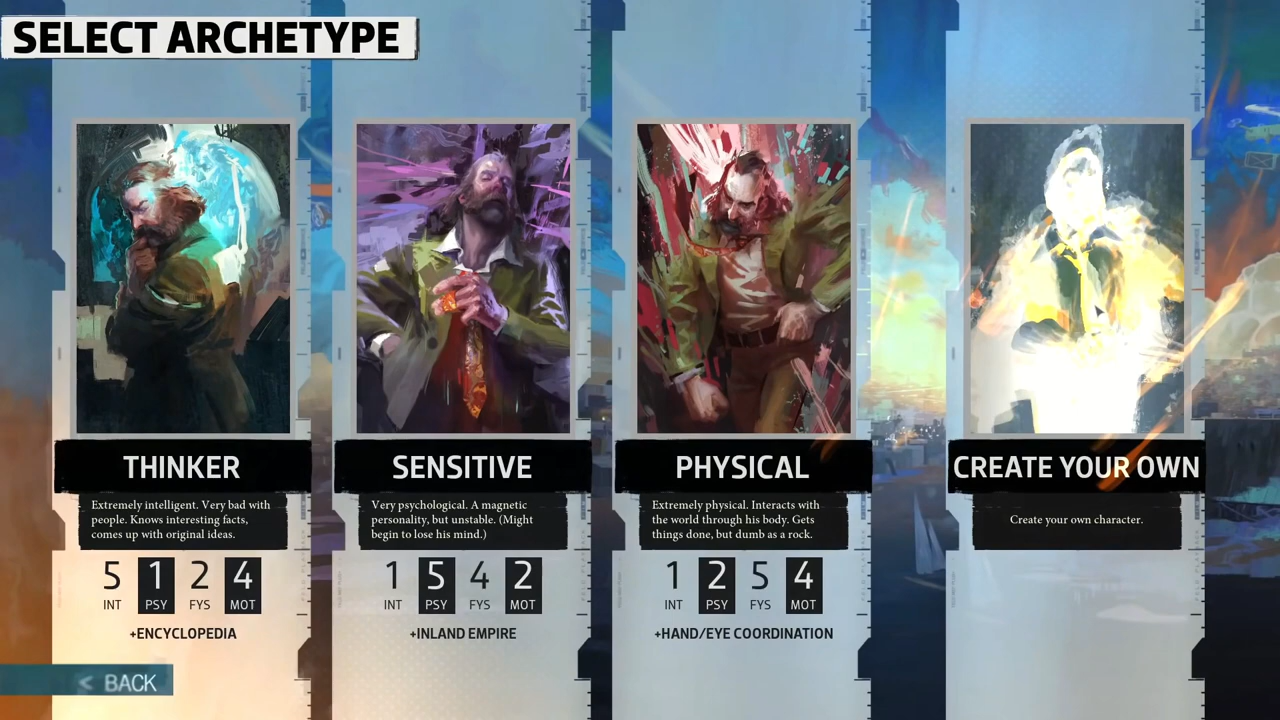 SELECT ARCHETYPE
THINKER
Extremely intelligent. Very bad with
people. Knows interesting facts,
comes up with original ideas.
5 1 2 4
INT PSY FYS MOT
+ENCYCLOPEDIA
SENSITIVE
Very psychological. A magnetic
personality, but unstable. (Might
begin to lose his mind.)
1 5 4 2
INT PSY FYS MOT
+INLAND EMPIRE
PHYSICAL
Extremely physical. Interacts with
the world through his body. Gets
things done, but dumb as a rock.
1 2 5 4
INT PSY FYS MOT
+HAND/EYE COORDINATION
CREATE YOUR OWN
Create your own character.
< BACK